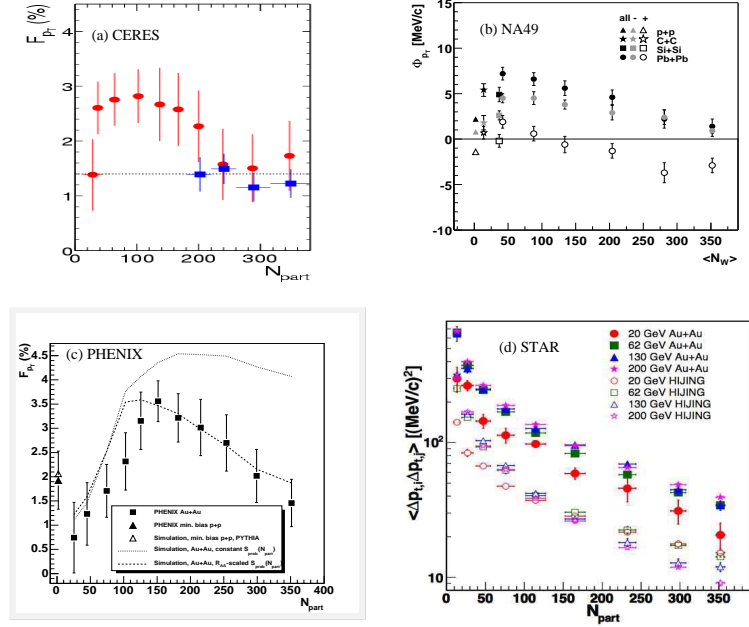 F_pT (%)
(a) CERES
4
3
2
1
0
0 100 200 300
N_part
Φ_pT [MeV/c]
(b) NA49
all - +
p+p
C+C
Si+Si
Pb+Pb
15
10
5
0
-5
-10
0 50 100 150 200 250 300 350
<N_W>
F_pT (%)
(c) PHENIX
4.5
4
3.5
3
2.5
2
1.5
1
0.5
0
PHENIX Au+Au
PHENIX min. bias p+p
Simulation, min. bias p+p, PYTHIA
Simulation, Au+Au, constant S_prob(N_part)
Simulation, Au+Au, R_AA-scaled S_prob(N_part
0 50 100 150 200 250 300 350 400
N_part
<Δp_t,i Δp_t,j> [(MeV/c)²]
(d) STAR
20 GeV Au+Au
62 GeV Au+Au
130 GeV Au+Au
200 GeV Au+Au
20 GeV HIJING
62 GeV HIJING
130 GeV HIJING
200 GeV HIJING
10²
10
0 50 100 150 200 250 300 350
N_part